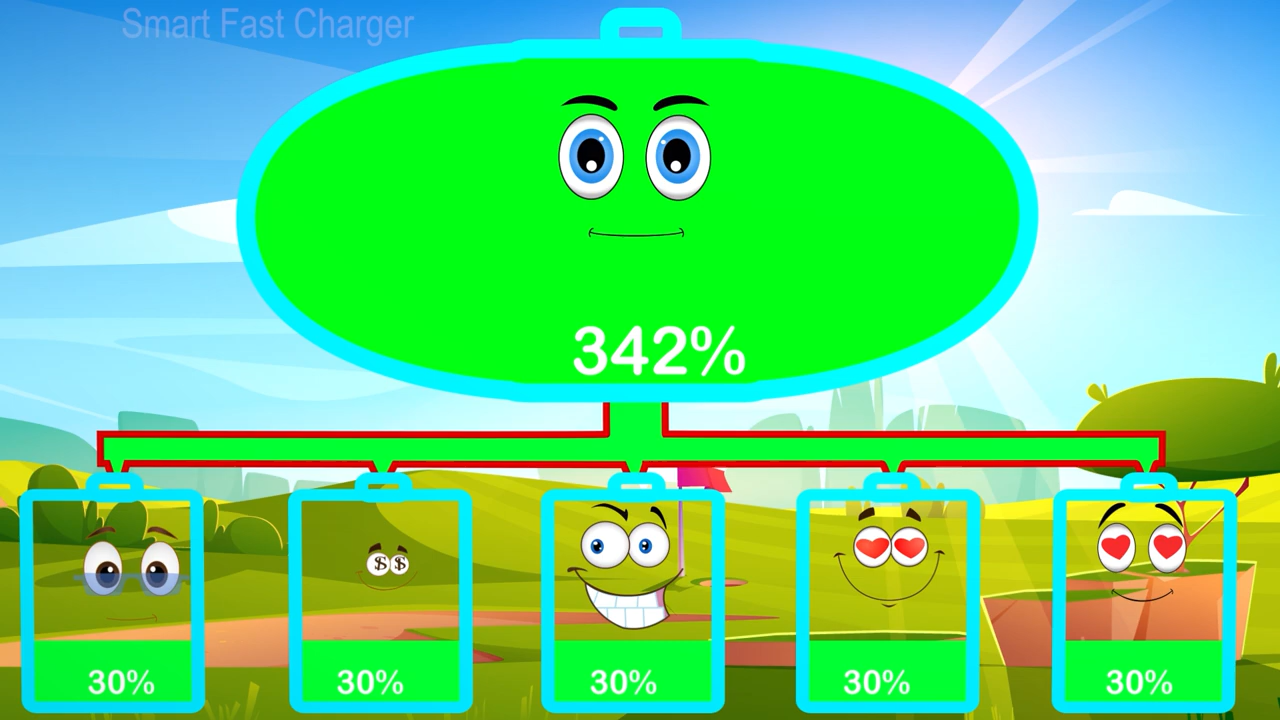 Smart Fast Charger
342%
$ $
30% 30% 30% 30% 30%